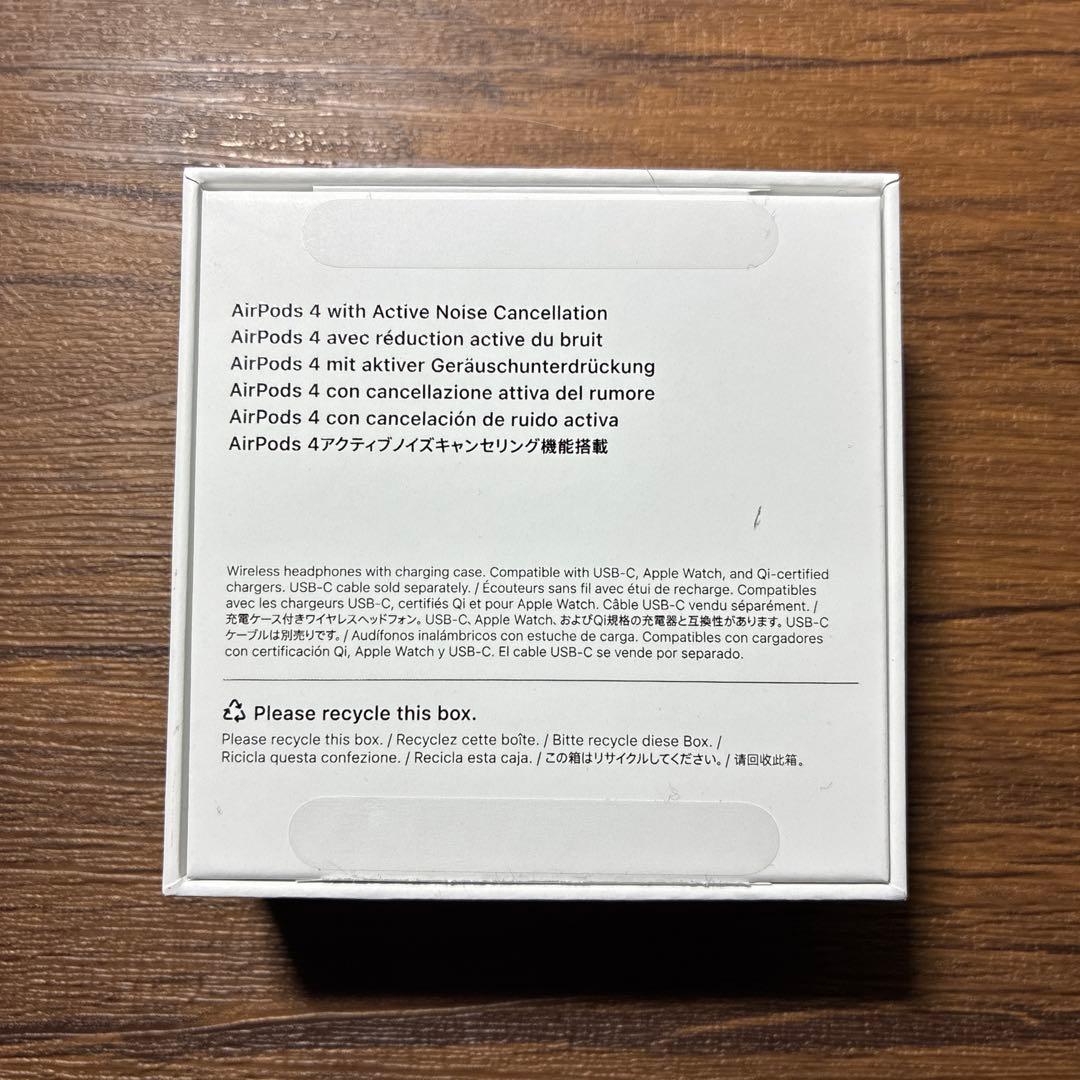 AirPods 4 with Active Noise Cancellation
AirPods 4 avec réduction active du bruit
AirPods 4 mit aktiver Geräuschunterdrückung
AirPods 4 con cancellazione attiva del rumore
AirPods 4 con cancelación de ruido activa
AirPods 4アクティブノイズキャンセリング機能搭載
Wireless headphones with charging case. Compatible with USB-C, Apple Watch, and Qi-certified
chargers. USB-C cable sold separately. / Écouteurs sans fil avec étui de recharge. Compatibles
avec les chargeurs USB-C, certifiés Qi et pour Apple Watch. Câble USB-C vendu séparément. /
充電ケース付きワイヤレスヘッドフォン。USB-C、Apple Watch、およびQi規格の充電器と互換性があります。USB-C
ケーブルは別売りです。/ Audífonos inalámbricos con estuche de carga. Compatibles con cargadores
con certificación Qi, Apple Watch y USB-C. El cable USB-C se vende por separado.
Please recycle this box.
Please recycle this box. / Recyclez cette boîte. / Bitte recycle diese Box. /
Ricicla questa confezione. / Recicla esta caja. / この箱はリサイクルしてください。/ 请回收此箱。